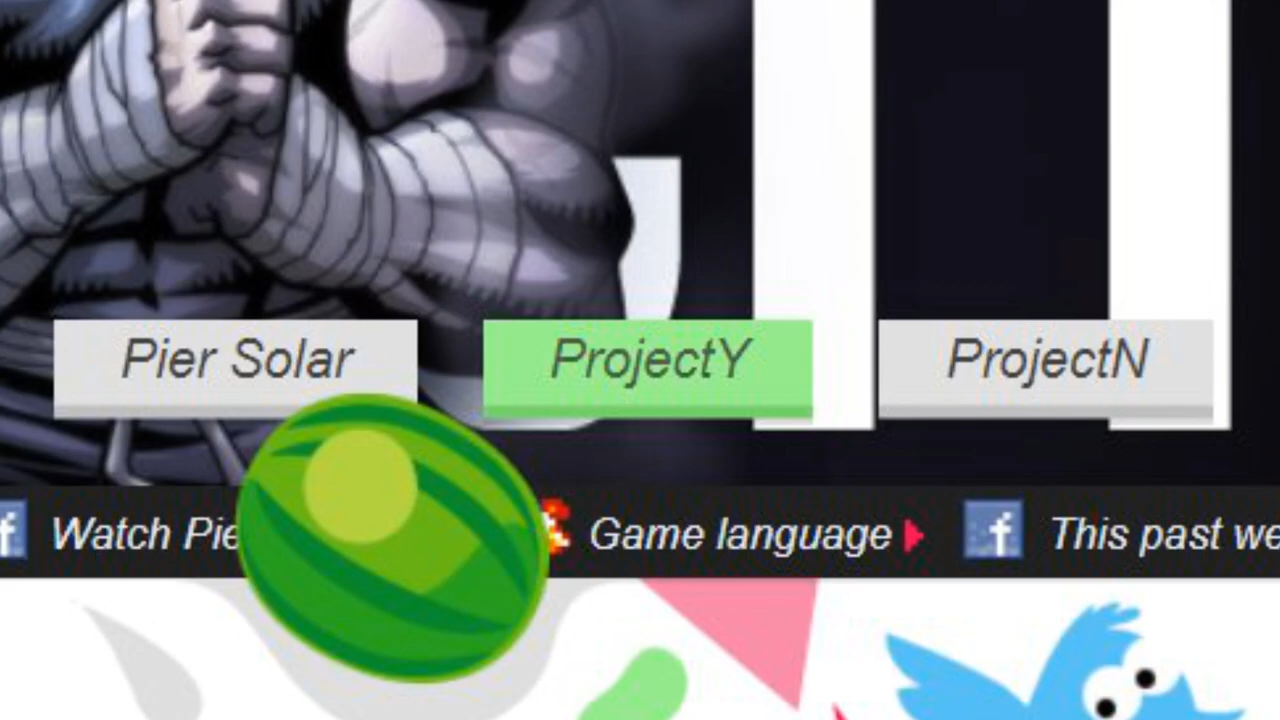 Pier Solar
ProjectY
ProjectN
Watch Pie
Game language
This past we